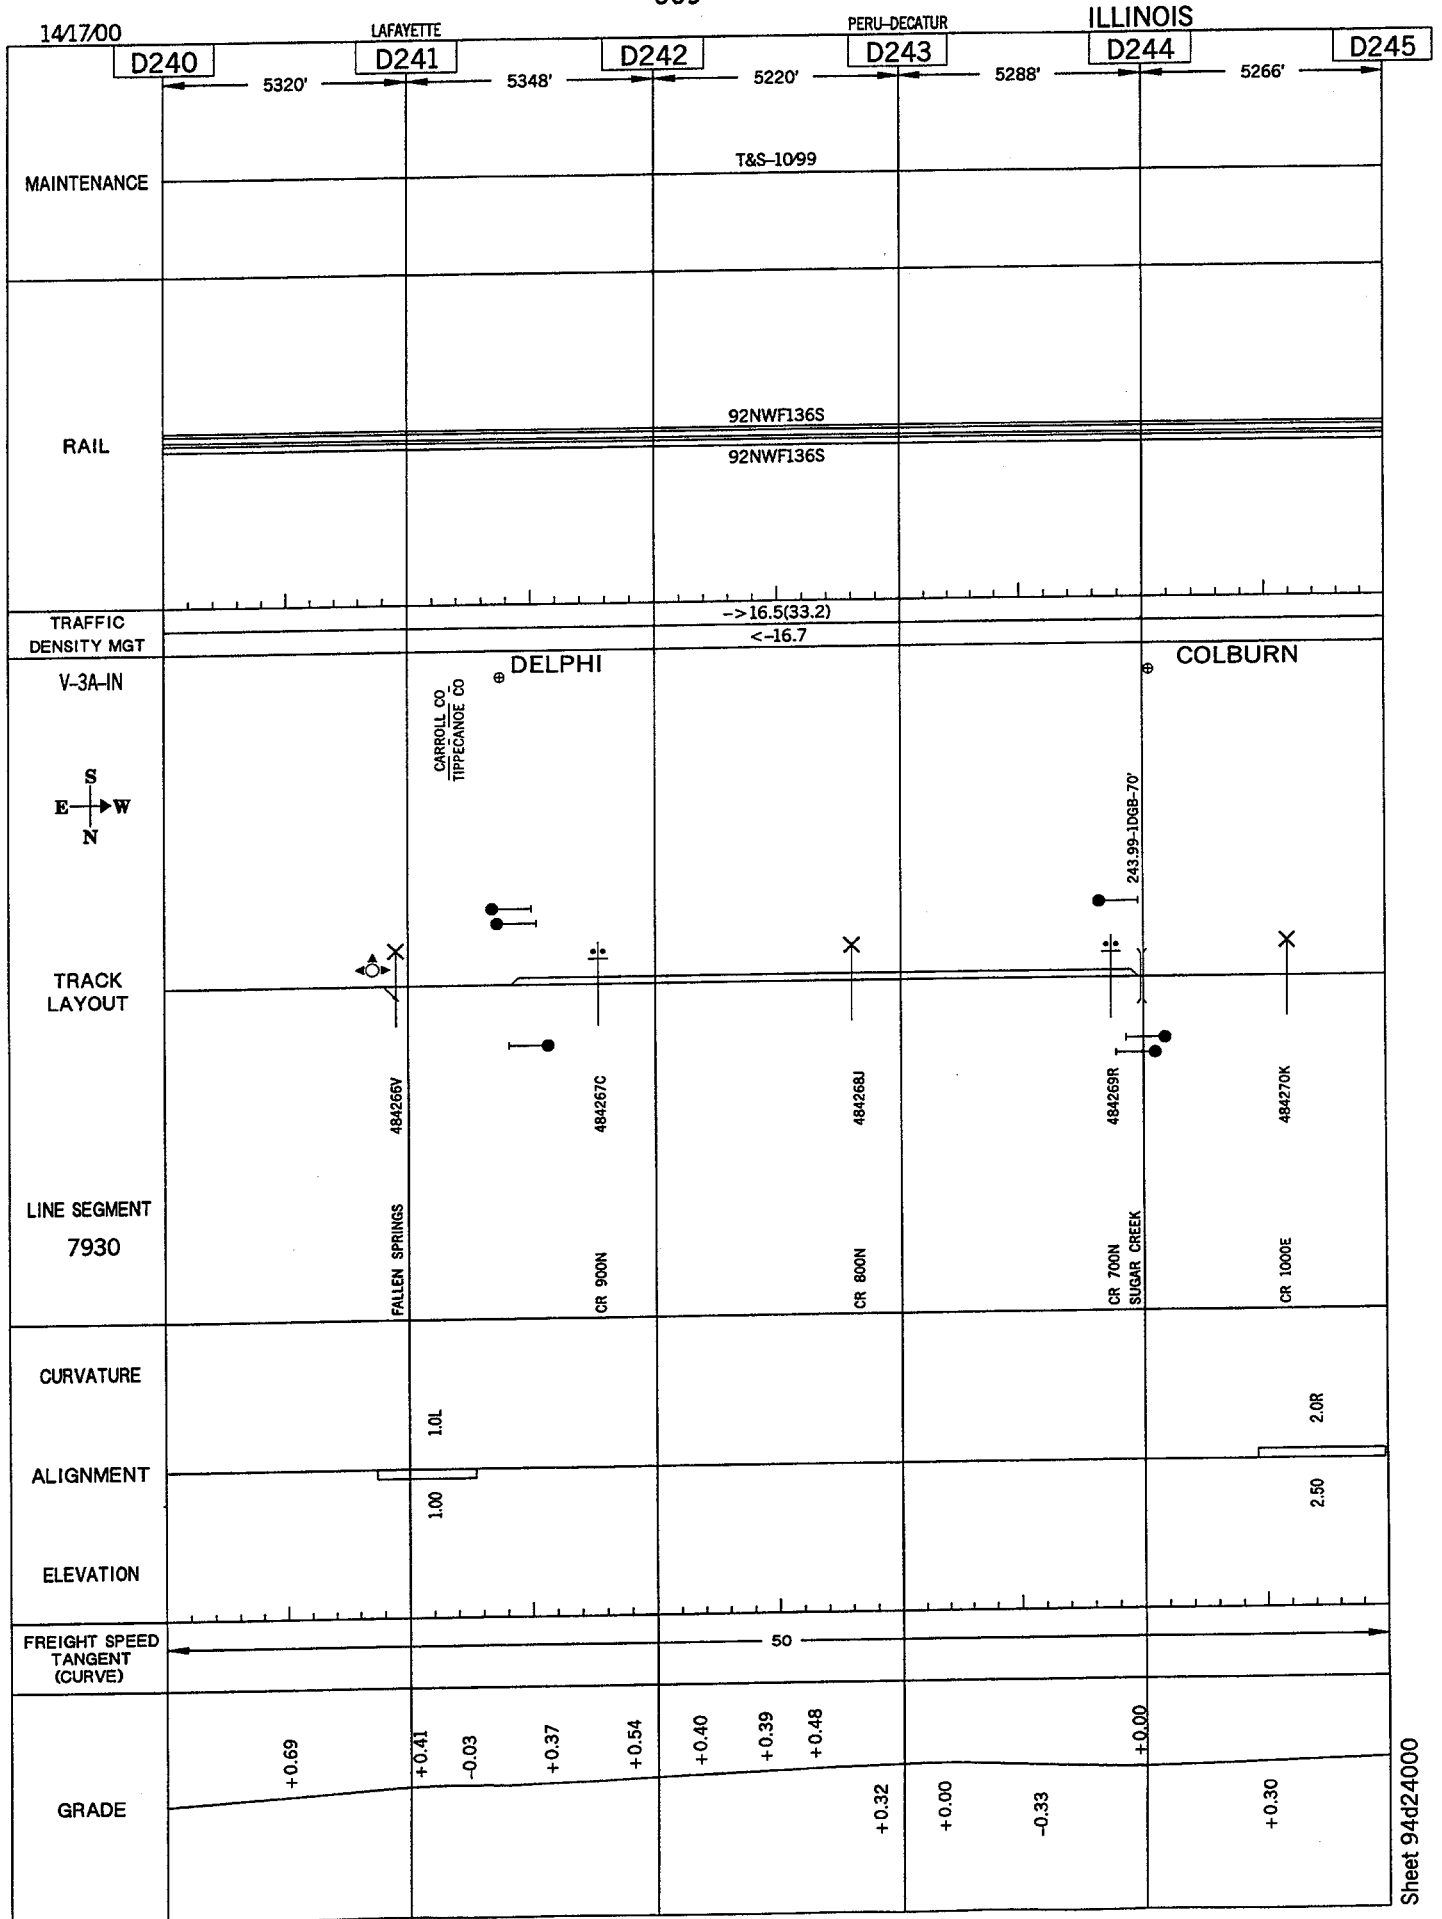 14/17/00
LAFAYETTE
PERU-DECATUR
ILLINOIS
D240
D241
D242
D243
D244
D245
5320'
5348'
5220'
5288'
5266'
MAINTENANCE
T&S-10/99
RAIL
92NWF136S
92NWF136S
TRAFFIC
DENSITY MGT
->16.5(33.2)
<-16.7
V-3A-IN
DELPHI
COLBURN
CARROLL CO
TIPPECANOE CO
S
E
W
N
243.99-1DGB-70'
TRACK
LAYOUT
484266V
484267C
484268J
484269R
484270K
LINE SEGMENT
7930
FALLEN SPRINGS
CR 900N
CR 800N
CR 700N
SUGAR CREEK
CR 1000E
CURVATURE
1.0L
2.0R
ALIGNMENT
1.00
2.50
ELEVATION
FREIGHT SPEED
TANGENT
(CURVE)
50
GRADE
+0.69
+0.41
-0.03
+0.37
+0.54
+0.40
+0.39
+0.48
+0.32
+0.00
-0.33
+0.00
+0.30
Sheet 94d24000